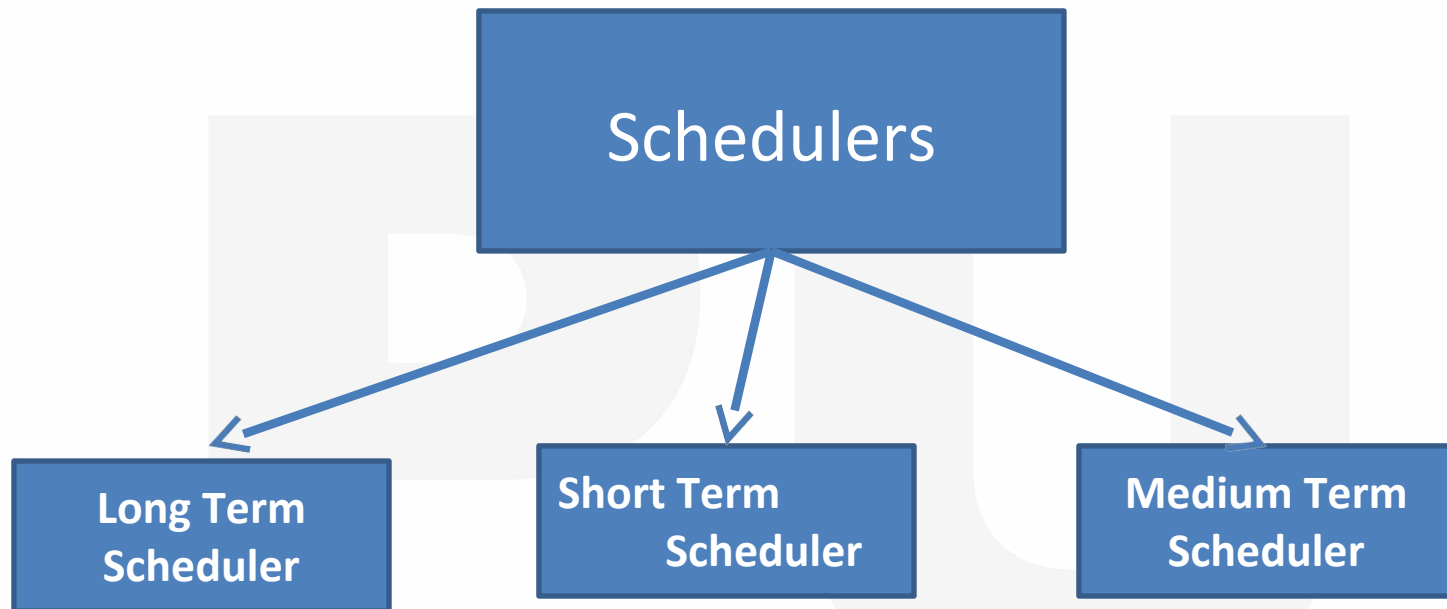 Schedulers
Long Term
Scheduler
Short Term
Scheduler
Medium Term
Scheduler